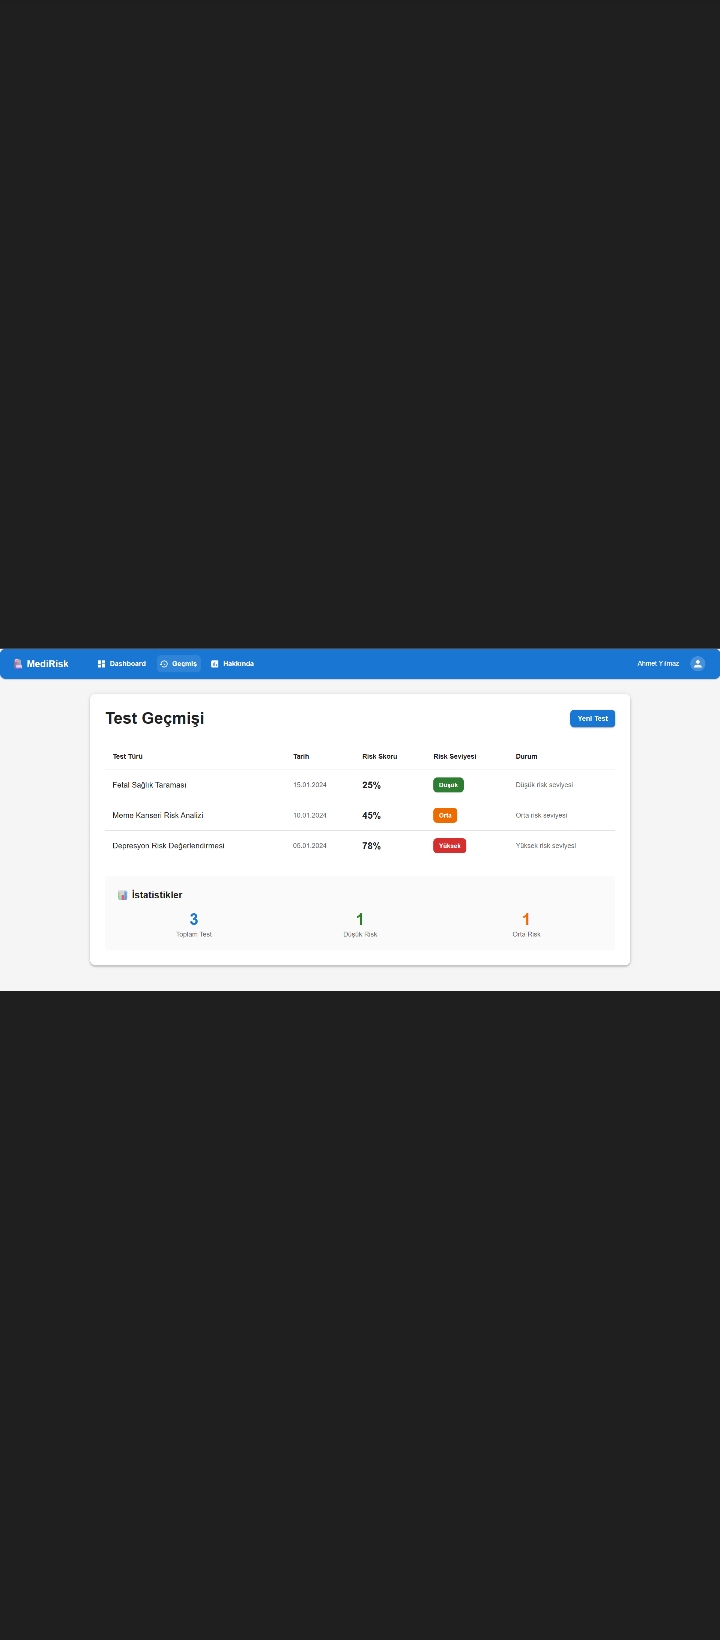 MediRisk Dashboard Geçmiş Hakkında Ahmet Yılmaz
Test Geçmişi Yeni Test
Test Türü Tarih Risk Skoru Risk Seviyesi Durum
Fetal Sağlık Taraması 15.01.2024 25% Düşük Düşük risk seviyesi
Meme Kanseri Risk Analizi 10.01.2024 45% Orta Orta risk seviyesi
Depresyon Risk Değerlendirmesi 05.01.2024 78% Yüksek Yüksek risk seviyesi
İstatistikler
3 1 1
Toplam Test Düşük Risk Orta Risk